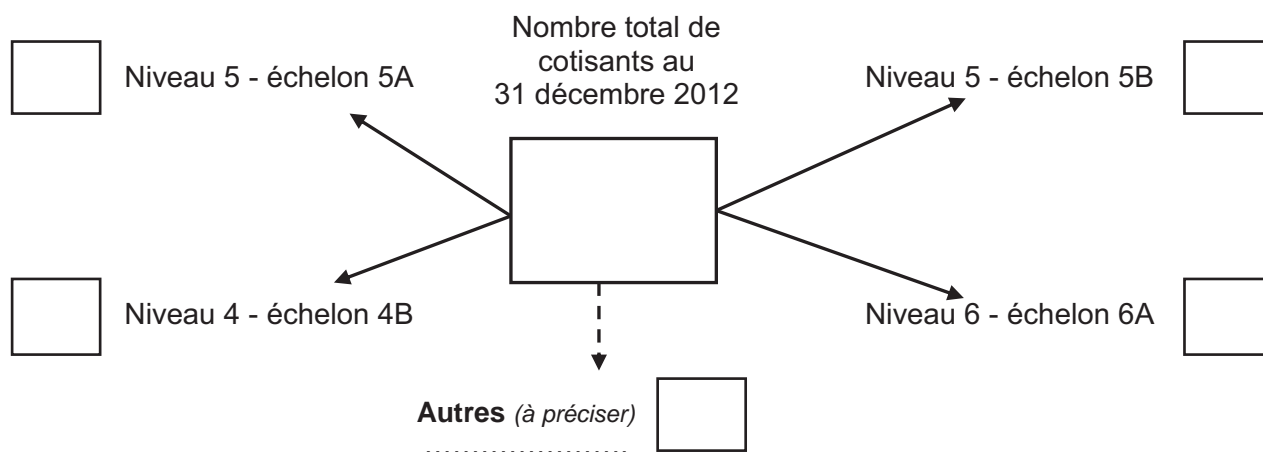 Nombre total de
cotisants au
31 décembre 2012
Niveau 5 - échelon 5A
Niveau 5 - échelon 5B
Niveau 4 - échelon 4B
Niveau 6 - échelon 6A
Autres (à préciser)
.....................